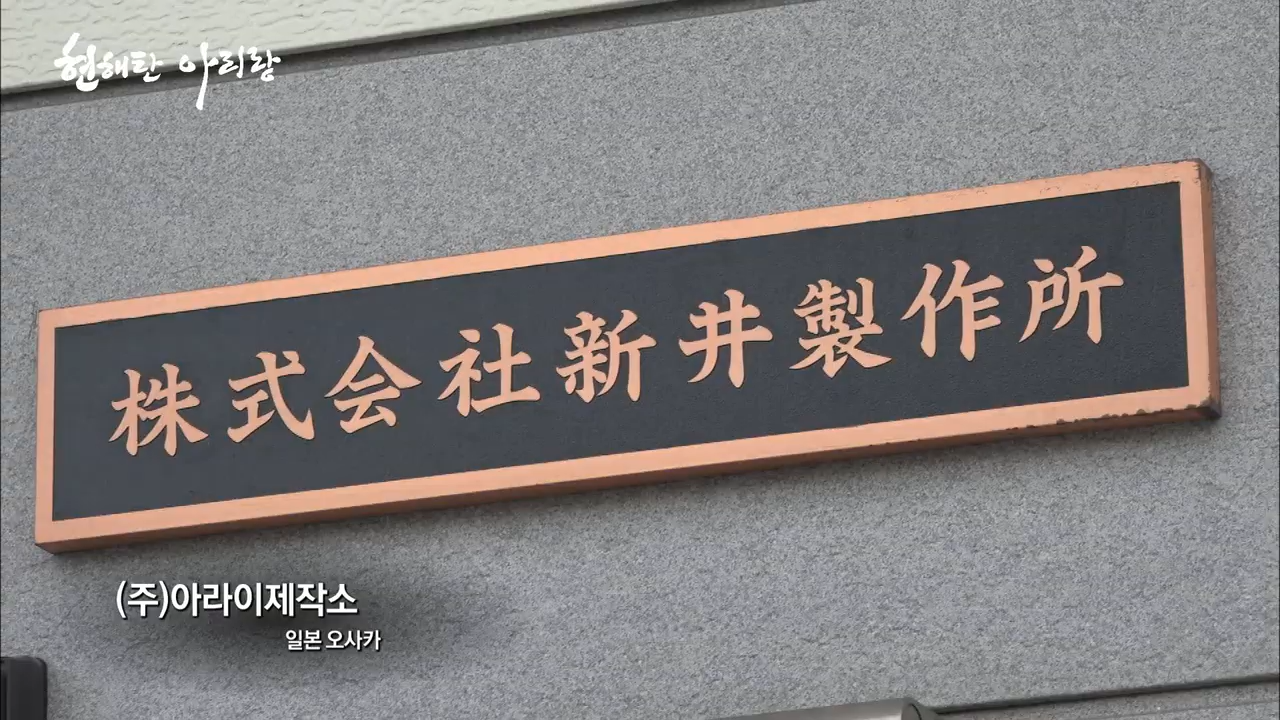 현해탄 아리랑
株式会社新井製作所
(주)아라이제작소
일본 오사카